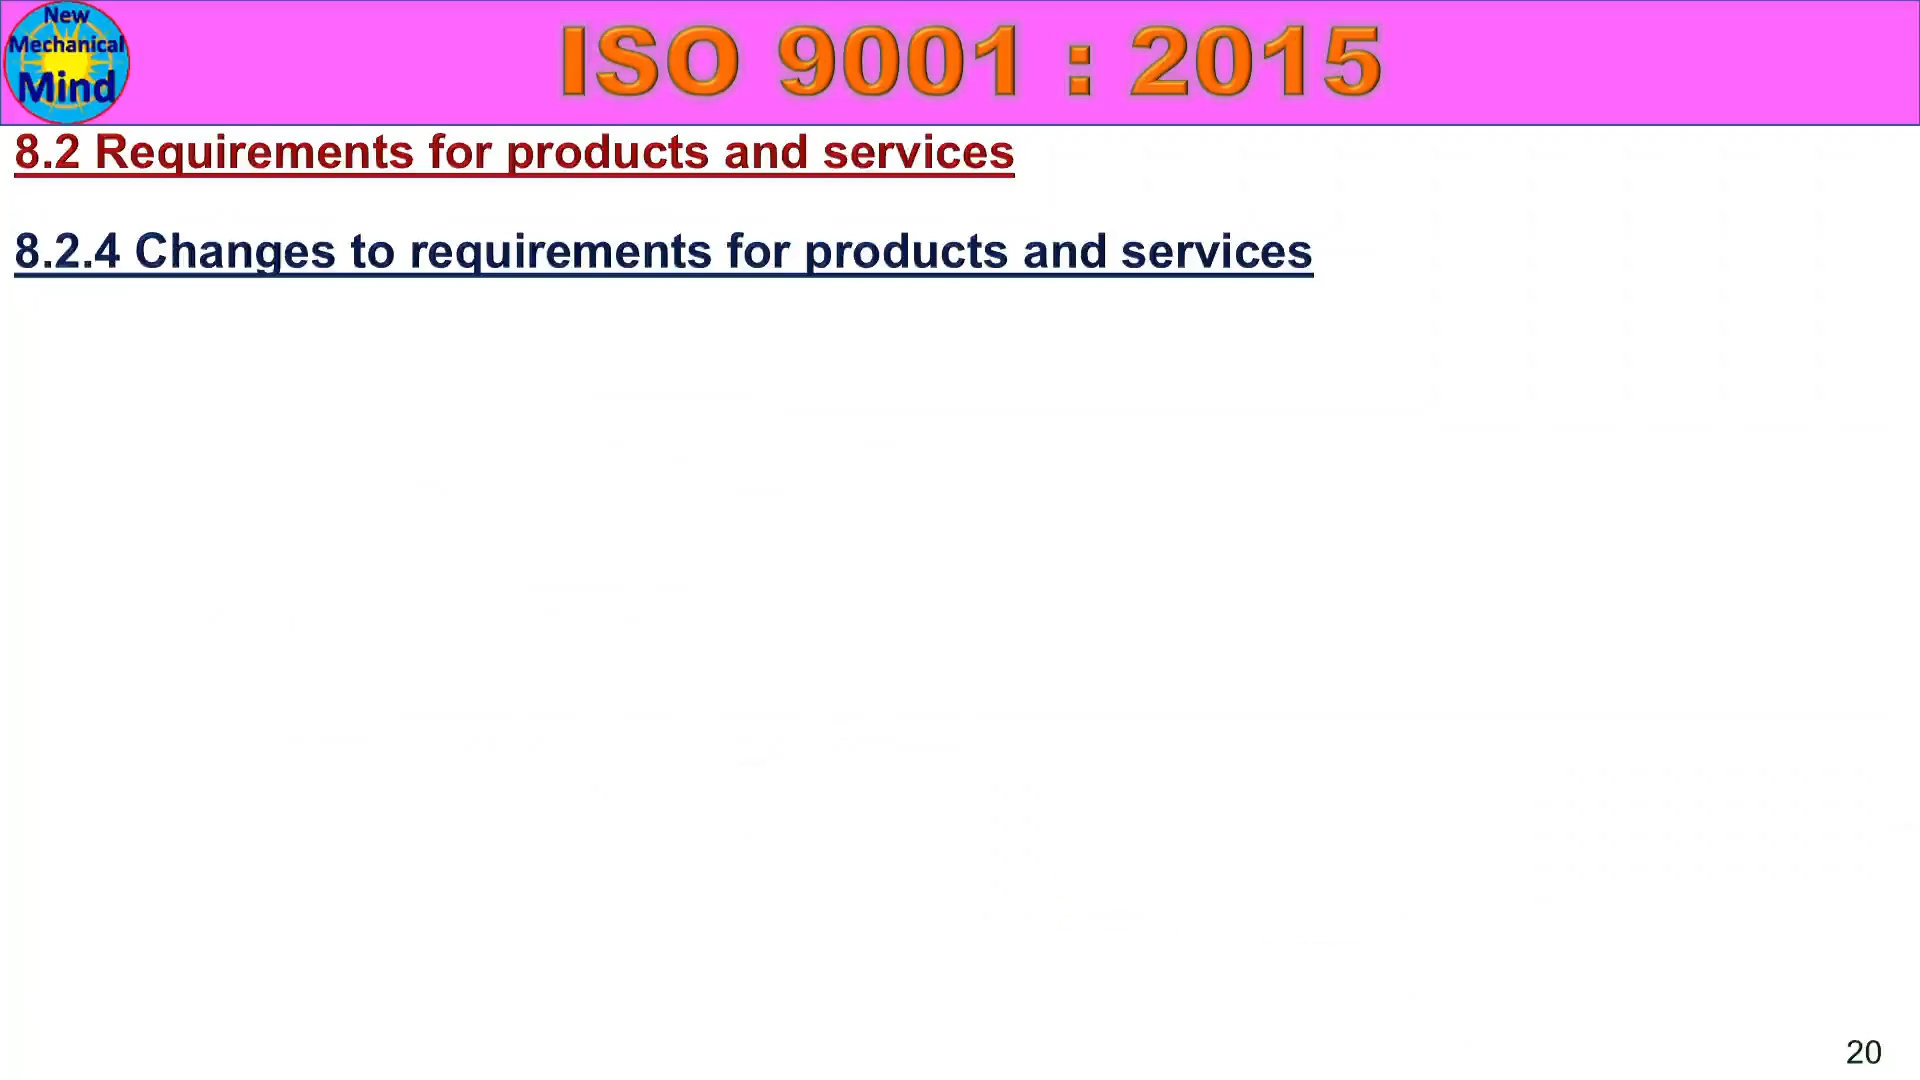 New
Mechanical
Mind
ISO 9001 : 2015
8.2 Requirements for products and services
8.2.4 Changes to requirements for products and services
20